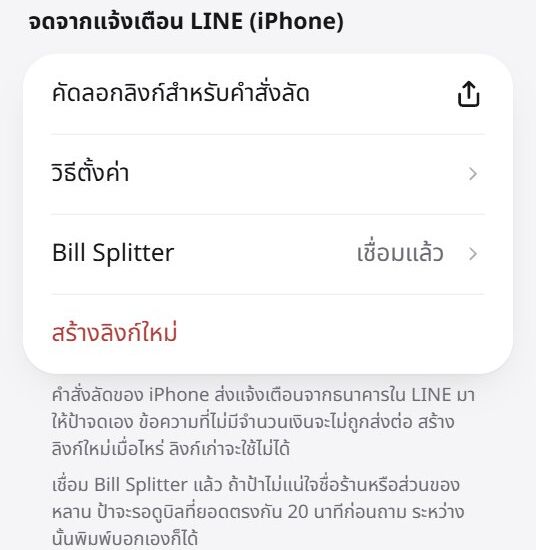 จดจากแจ้งเตือน LINE (iPhone)
คัดลอกลิงก์สำหรับคำสั่งลัด
วิธีตั้งค่า
Bill Splitter เชื่อมแล้ว
สร้างลิงก์ใหม่
คำสั่งลัดของ iPhone ส่งแจ้งเตือนจากธนาคารใน LINE มา
ให้ป้าจดเอง ข้อความที่ไม่มีจำนวนเงินจะไม่ถูกส่งต่อ สร้าง
ลิงก์ใหม่เมื่อไหร่ ลิงก์เก่าจะใช้ไม่ได้
เชื่อม Bill Splitter แล้ว ถ้าป้าไม่แน่ใจชื่อร้านหรือส่วนของ
หลาน ป้าจะรอดูบิลที่ยอดตรงกัน 20 นาทีก่อนถาม ระหว่าง
นั้นพิมพ์บอกเองก็ได้